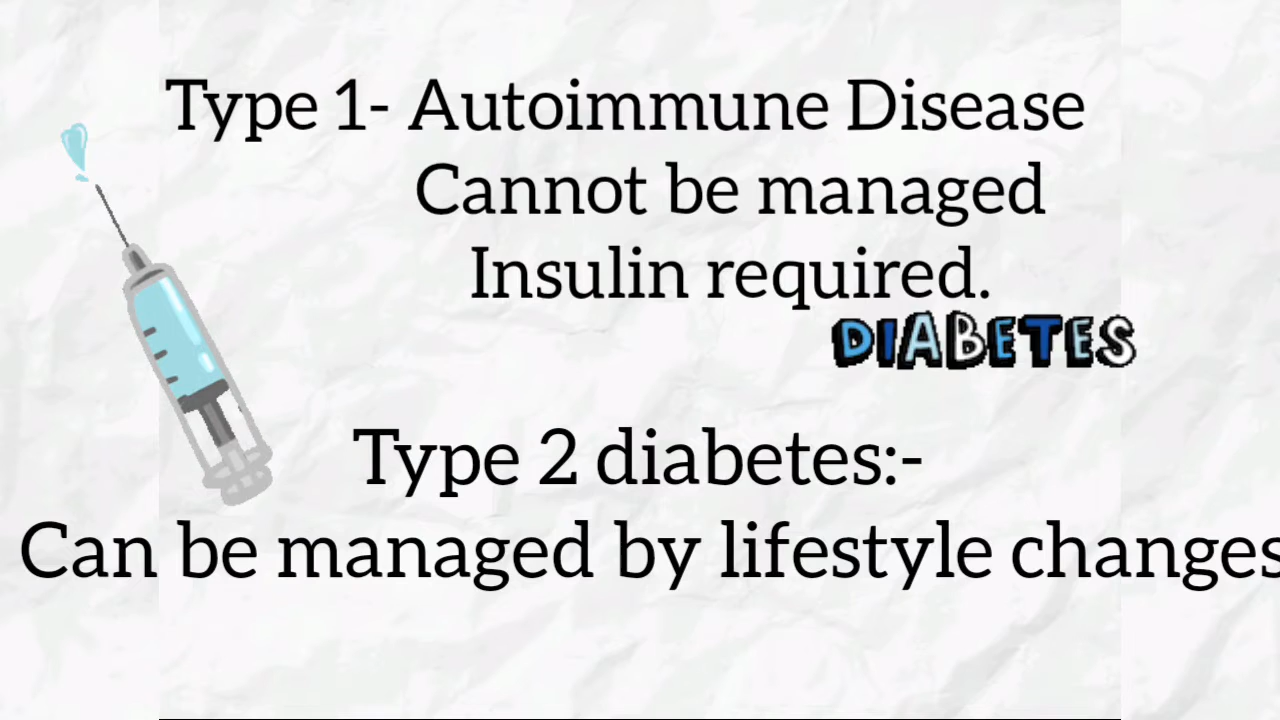 Type 1- Autoimmune Disease
Cannot be managed
Insulin required.
DIABETES
Type 2 diabetes:-
Can be managed by lifestyle changes